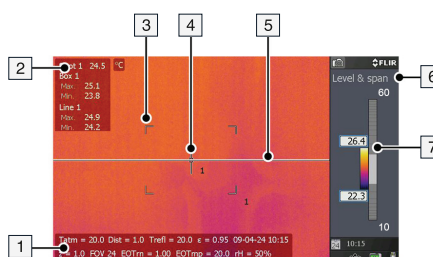 3
4
5
2
6
1
7
pt 1 24.5 °C
Box 1
Max 25.1
Min. 23.8
Line 1
Max 24.9
Min. 24.2
1
1
FLIR
Level & span
60
26.4
22.3
10
10:15
Tatm = 20.0 Dist = 1.0 Trefl = 20.0 ε = 0.95 09-04-24 10:15
= 1.0 FOV 24 EOTrn = 1.00 EOTmp = 20.0 rH = 50%